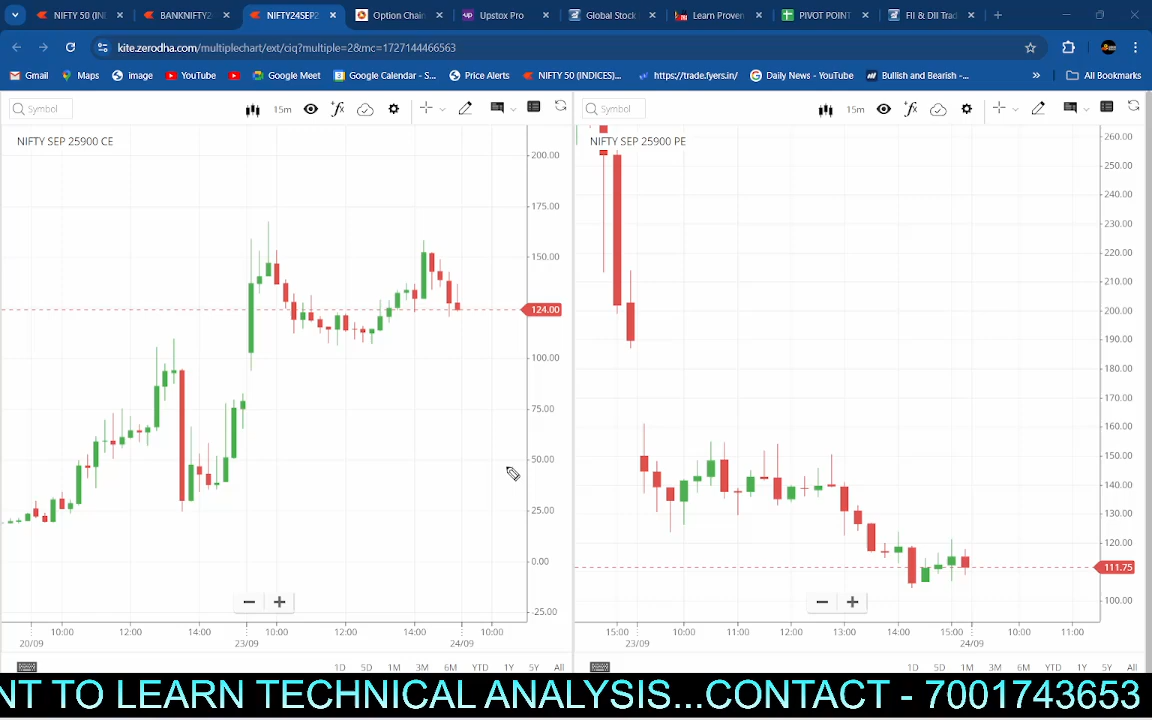 NIFTY 50 (IN
BANKNIFTY2
NIFTY24SEP2
Option Chain
Upstox Pro
Global Stock
Learn Proven
PIVOT POINT
FII & DII Trad
kite.zerodha.com/multiplechart/ext/ciq?multiple=2&mc=1727144466563
Gmail
Maps
image
YouTube
Google Meet
Google Calendar - S...
Price Alerts
NIFTY 50 (INDICES)...
https://trade.fyers.in/
Daily News - YouTube
Bullish and Bearish -...
»
All Bookmarks
Symbol
15m
Symbol
15m
NIFTY SEP 25900 CE
200.00
175.00
150.00
124.00
100.00
75.00
50.00
25.00
0.00
-25.00
10:00
12:00
14:00
10:00
12:00
14:00
10:00
20/09
23/09
24/09
1D 5D 1M 3M 6M YTD 1Y 5Y All
NIFTY SEP 25900 PE
260.00
250.00
240.00
230.00
220.00
210.00
200.00
190.00
180.00
170.00
160.00
150.00
140.00
130.00
120.00
111.75
100.00
15:00
10:00
11:00
12:00
13:00
14:00
15:00
10:00
11:00
23/09
24/09
1D 5D 1M 3M 6M YTD 1Y 5Y All
NT TO LEARN TECHNICAL ANALYSIS...CONTACT - 7001743653